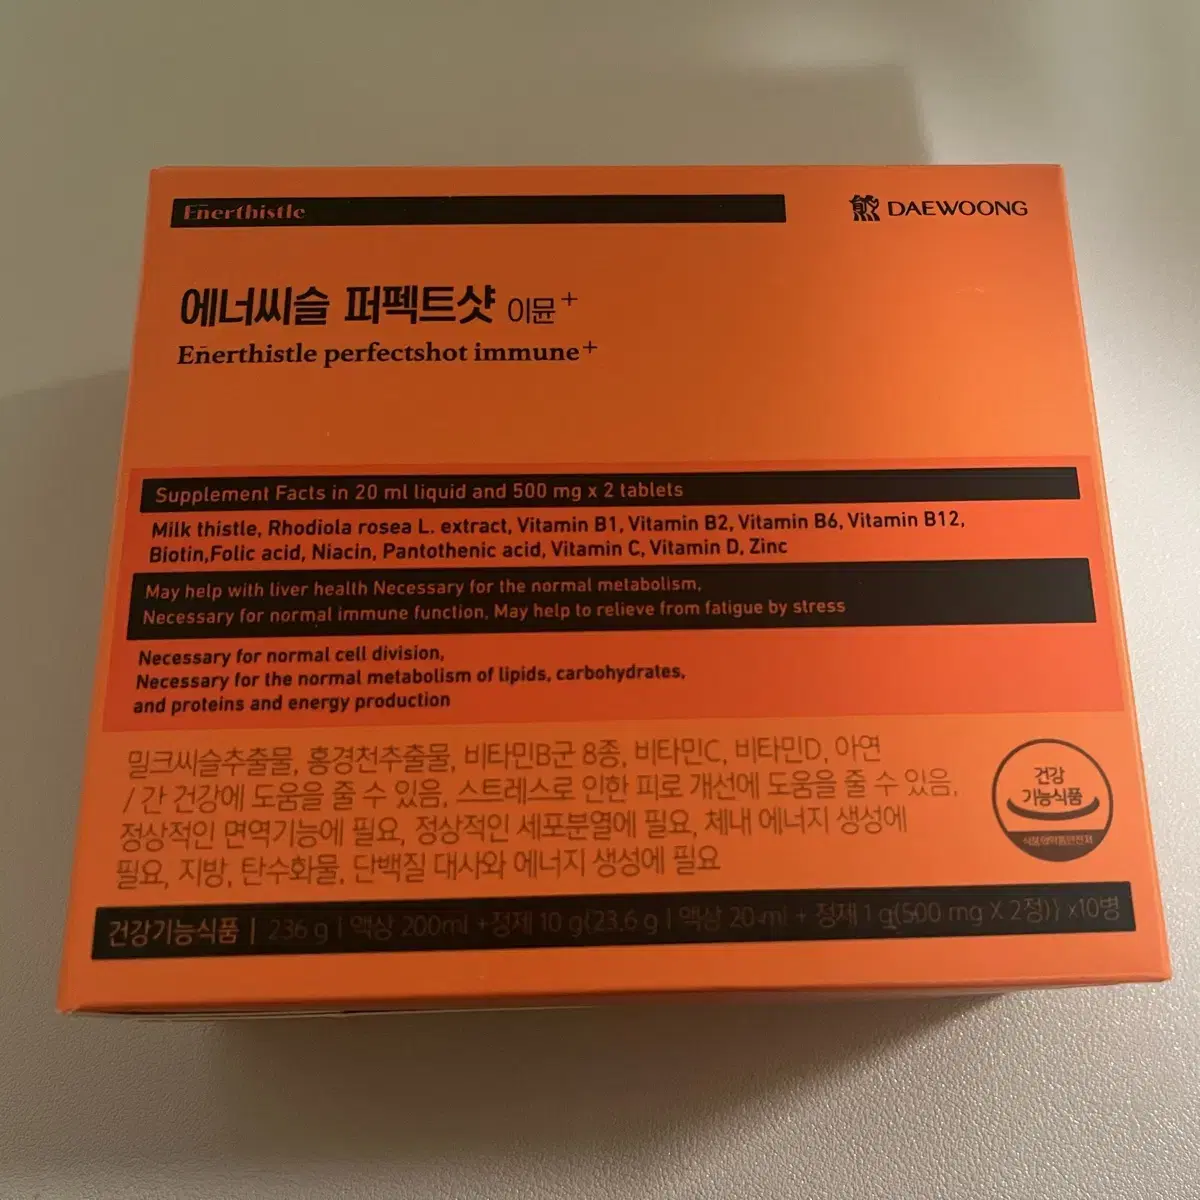 Enerthistle
熊 DAEWOONG
에너씨슬 퍼펙트샷 이뮨+
Enerthistle perfectshot immune+
Supplement Facts in 20 ml liquid and 500 mg x 2 tablets
Milk thistle, Rhodiola rosea L. extract, Vitamin B1, Vitamin B2, Vitamin B6, Vitamin B12,
Biotin,Folic acid, Niacin, Pantothenic acid, Vitamin C, Vitamin D, Zinc
May help with liver health Necessary for the normal metabolism,
Necessary for normal immune function, May help to relieve from fatigue by stress
Necessary for normal cell division,
Necessary for the normal metabolism of lipids, carbohydrates,
and proteins and energy production
밀크씨슬추출물, 홍경천추출물, 비타민B군 8종, 비타민C, 비타민D, 아연
/ 간 건강에 도움을 줄 수 있음, 스트레스로 인한 피로 개선에 도움을 줄 수 있음,
정상적인 면역기능에 필요, 정상적인 세포분열에 필요, 체내 에너지 생성에
필요, 지방, 탄수화물, 단백질 대사와 에너지 생성에 필요
건강
기능식품
식품의약품안전처
건강기능식품 | 236 g | 액상 200ml +정제 10 g{23.6 g | 액상 20 ml + 정제 1 g(500 mg X 2정)} x10병